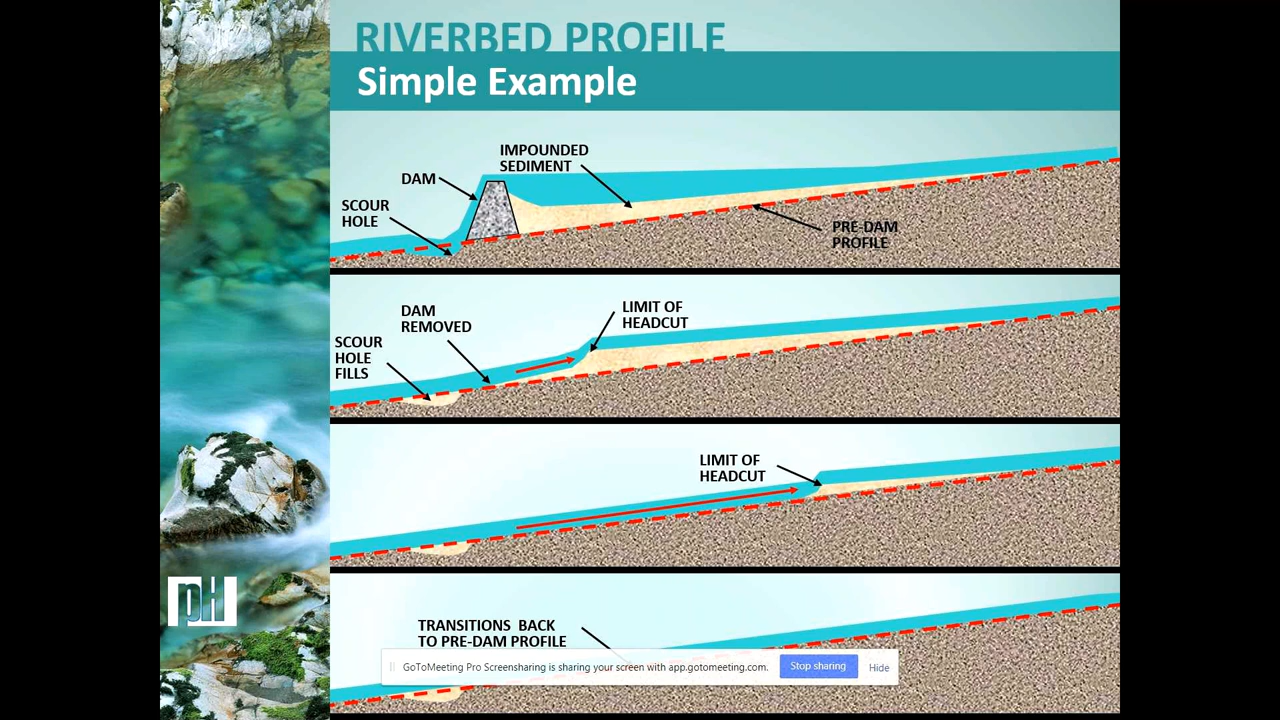 RIVERBED PROFILE
Simple Example
IMPOUNDED
SEDIMENT
DAM
SCOUR
HOLE
PRE-DAM
PROFILE
DAM
REMOVED
LIMIT OF
HEADCUT
SCOUR
HOLE
FILLS
LIMIT OF
HEADCUT
pH
TRANSITIONS BACK
TO PRE-DAM PROFILE
GoToMeeting Pro Screensharing is sharing your screen with app.gotomeeting.com.
Stop sharing
Hide